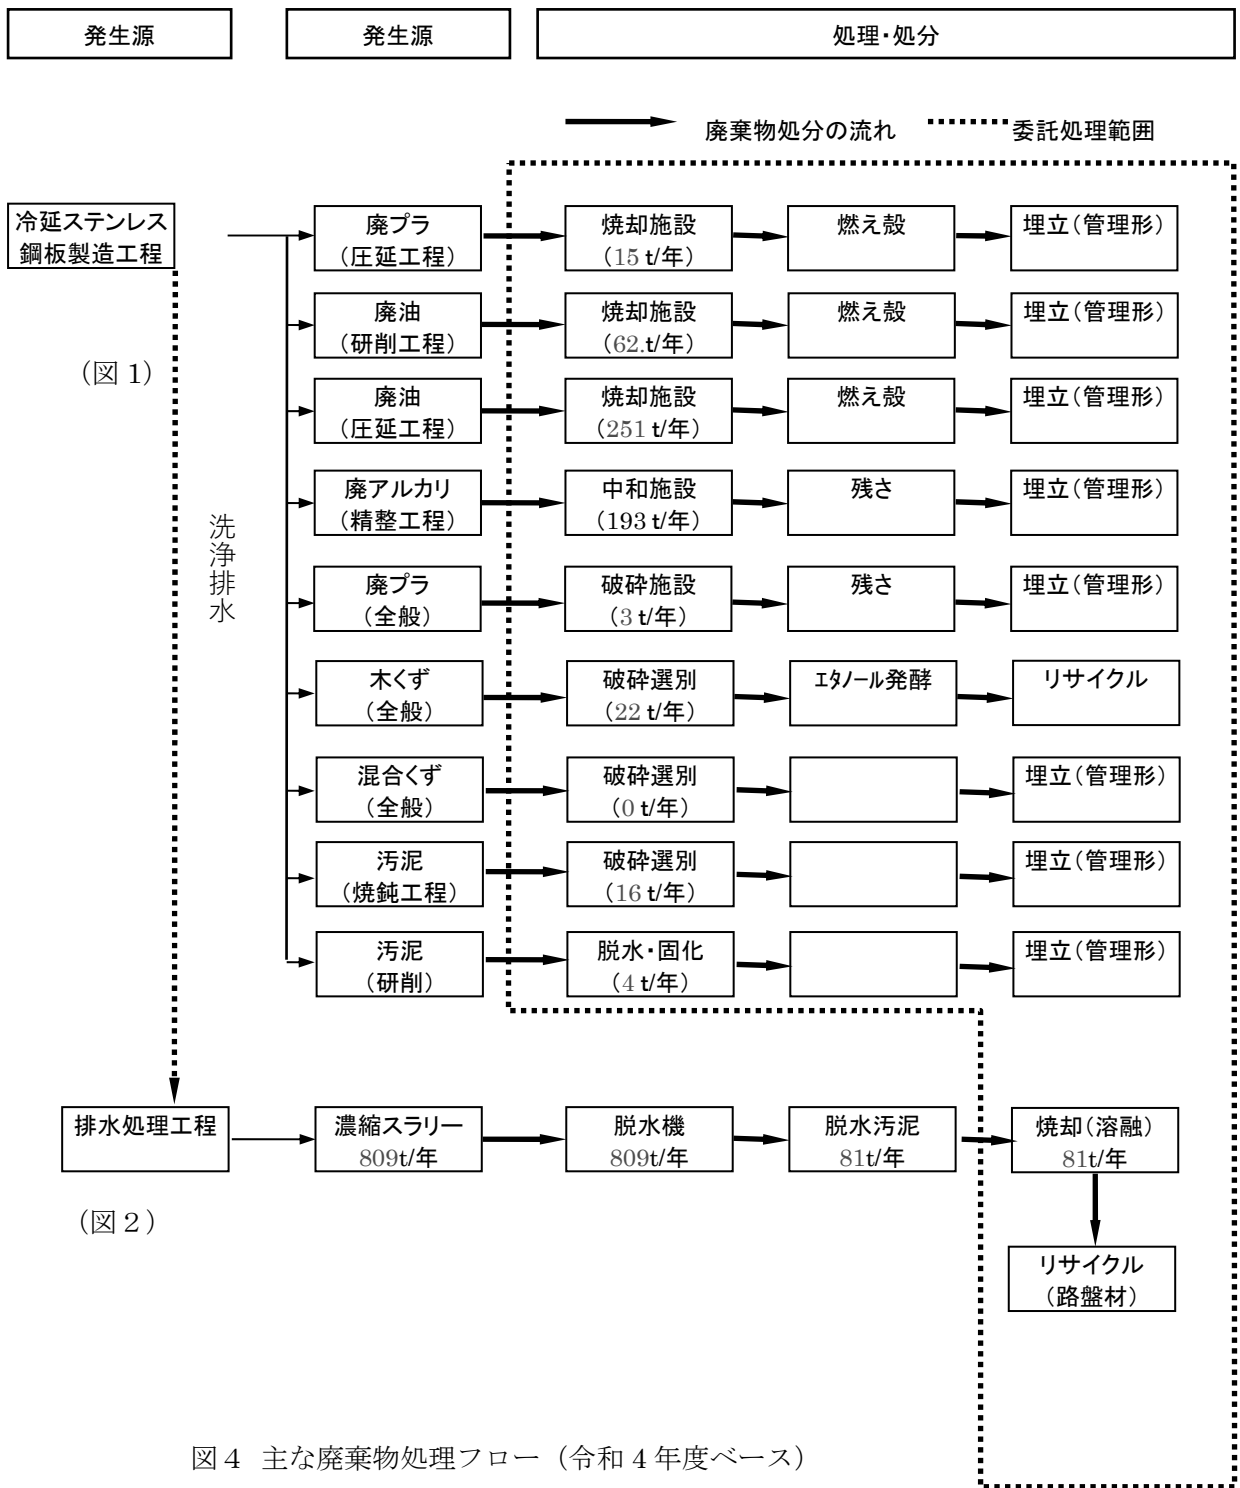 発生源
発生源
処理・処分
廃棄物処分の流れ
委託処理範囲
冷延ステンレス
鋼板製造工程
廃プラ
(圧延工程)
焼却施設
(15 t/年)
燃え殻
埋立(管理形)
廃油
(研削工程)
焼却施設
(62.t/年)
燃え殻
埋立(管理形)
(図 1)
廃油
(圧延工程)
焼却施設
(251 t/年)
燃え殻
埋立(管理形)
洗浄排水
廃アルカリ
(精整工程)
中和施設
(193 t/年)
残さ
埋立(管理形)
廃プラ
(全般)
破砕施設
(3 t/年)
残さ
埋立(管理形)
木くず
(全般)
破砕選別
(22 t/年)
エタノール発酵
リサイクル
混合くず
(全般)
破砕選別
(0 t/年)
埋立(管理形)
汚泥
(焼鈍工程)
破砕選別
(16 t/年)
埋立(管理形)
汚泥
(研削)
脱水・固化
(4 t/年)
埋立(管理形)
排水処理工程
濃縮スラリー
809t/年
脱水機
809t/年
脱水汚泥
81t/年
焼却(溶融)
81t/年
(図２)
リサイクル
(路盤材)
図４ 主な廃棄物処理フロー（令和 4 年度ベース）